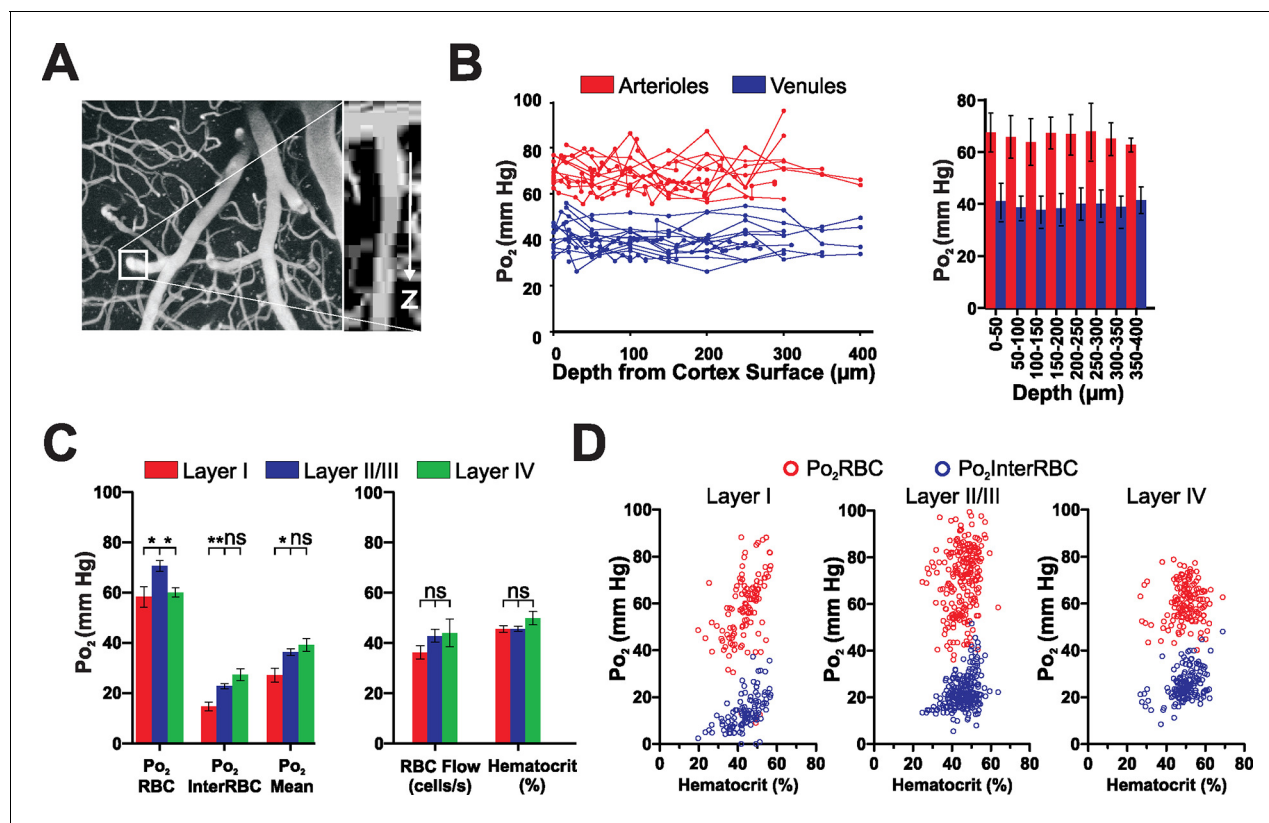 A
Z
B
Arterioles Venules
Po2 (mm Hg)
100
80
60
40
20
0
0 100 200 300 400
Depth from Cortex Surface (µm)
Po2 (mm Hg)
80
60
40
20
0
0-50
50-100
100-150
150-200
200-250
250-300
300-350
350-400
Depth (µm)
C
Layer I Layer II/III Layer IV
Po2 (mm Hg)
100
80
60
40
20
0
* *
**ns
* ns
Po2 RBC
Po2 InterRBC
Po2 Mean
100
80
60
40
20
0
ns
ns
RBC Flow (cells/s)
Hematocrit (%)
D
Po2RBC Po2InterRBC
Layer I
Po2 (mm Hg)
100
80
60
40
20
0
0 20 40 60 80
Hematocrit (%)
Layer II/III
Po2 (mm Hg)
100
80
60
40
20
0
0 20 40 60 80
Hematocrit (%)
Layer IV
Po2 (mm Hg)
100
80
60
40
20
0
0 20 40 60 80
Hematocrit (%)